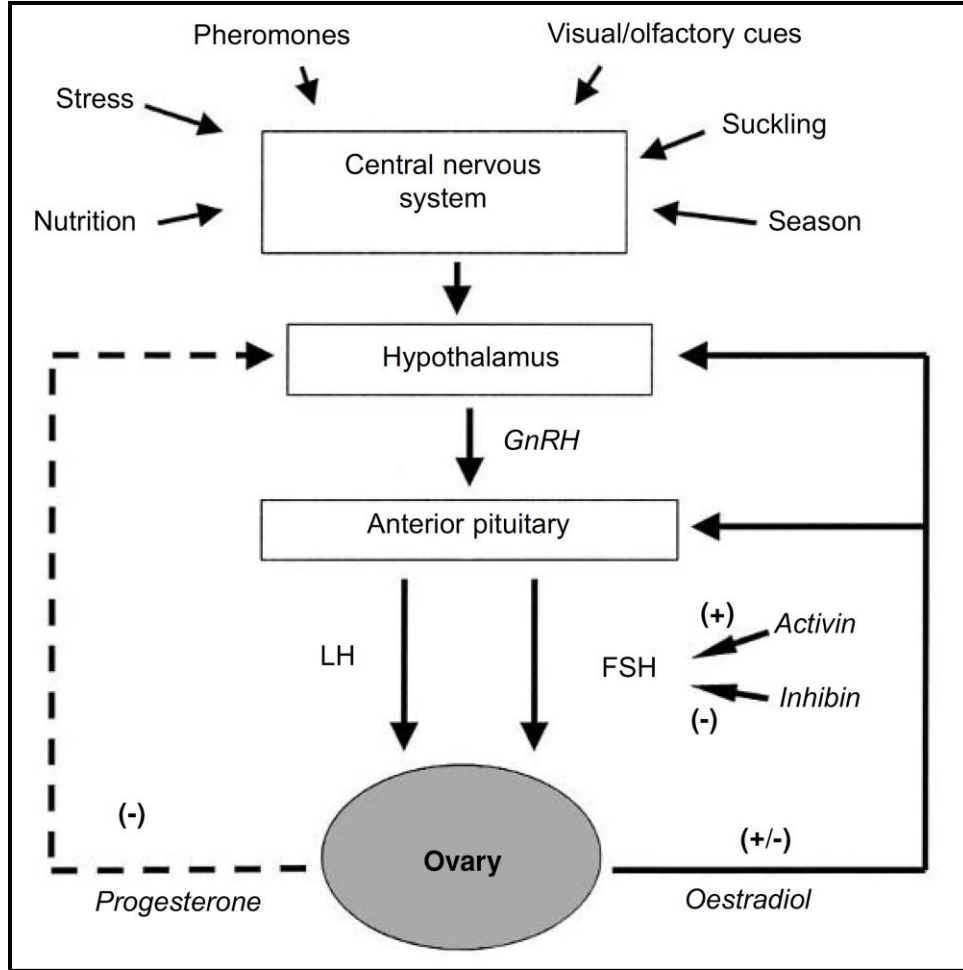 Pheromones
Visual/olfactory cues
Stress
Suckling
Central nervous
system
Nutrition
Season
Hypothalamus
GnRH
Anterior pituitary
(+)
Activin
LH
FSH
Inhibin
(-)
(-)
(+/-)
Ovary
Progesterone
Oestradiol